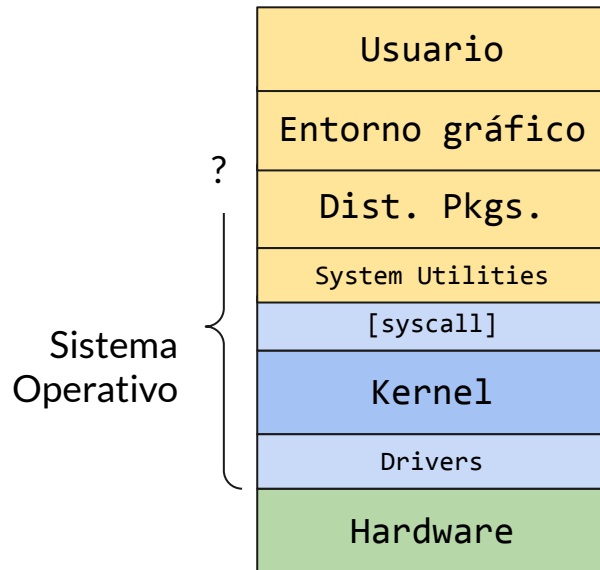 Usuario
Entorno gráfico
?
Dist. Pkgs.
System Utilities
[syscall]
Sistema
Operativo
Kernel
Drivers
Hardware